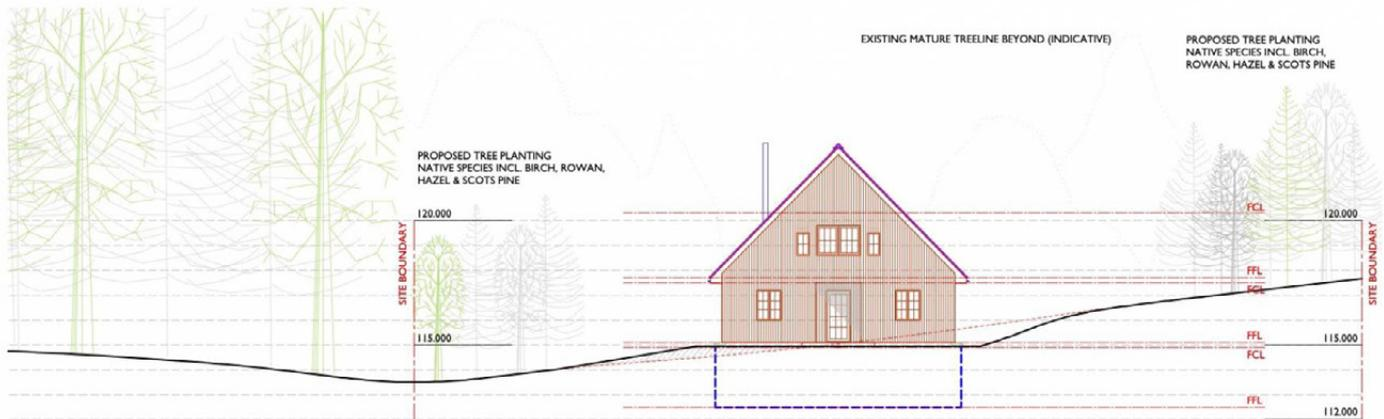 EXISTING MATURE TREELINE BEYOND (INDICATIVE)
PROPOSED TREE PLANTING
NATIVE SPECIES INCL. BIRCH,
ROWAN, HAZEL & SCOTS PINE
PROPOSED TREE PLANTING
NATIVE SPECIES INCL. BIRCH, ROWAN,
HAZEL & SCOTS PINE
120.000
FCL
120.000
SITE BOUNDARY
SITE BOUNDARY
FFL
FCL
115.000
FFL
115.000
FCL
FFL
112.000